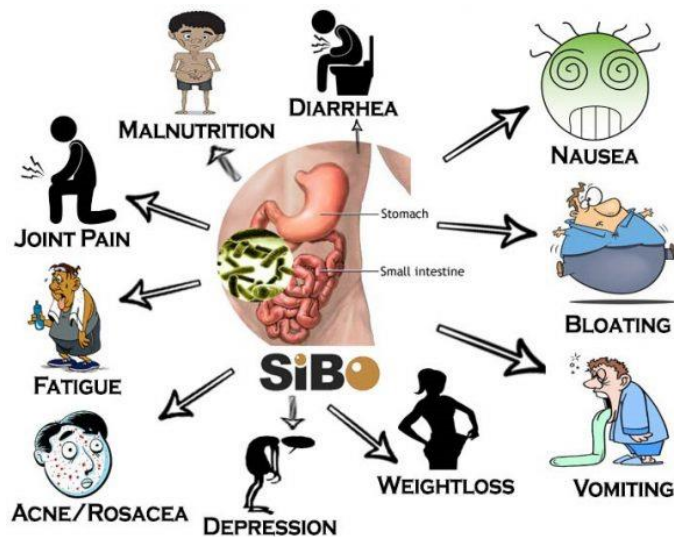 DIARRHEA
MALNUTRITION
NAUSEA
Stomach
JOINT PAIN
Small intestine
BLOATING
SiBO
FATIGUE
WEIGHTLOSS
VOMITING
ACNE/ROSACEA
DEPRESSION